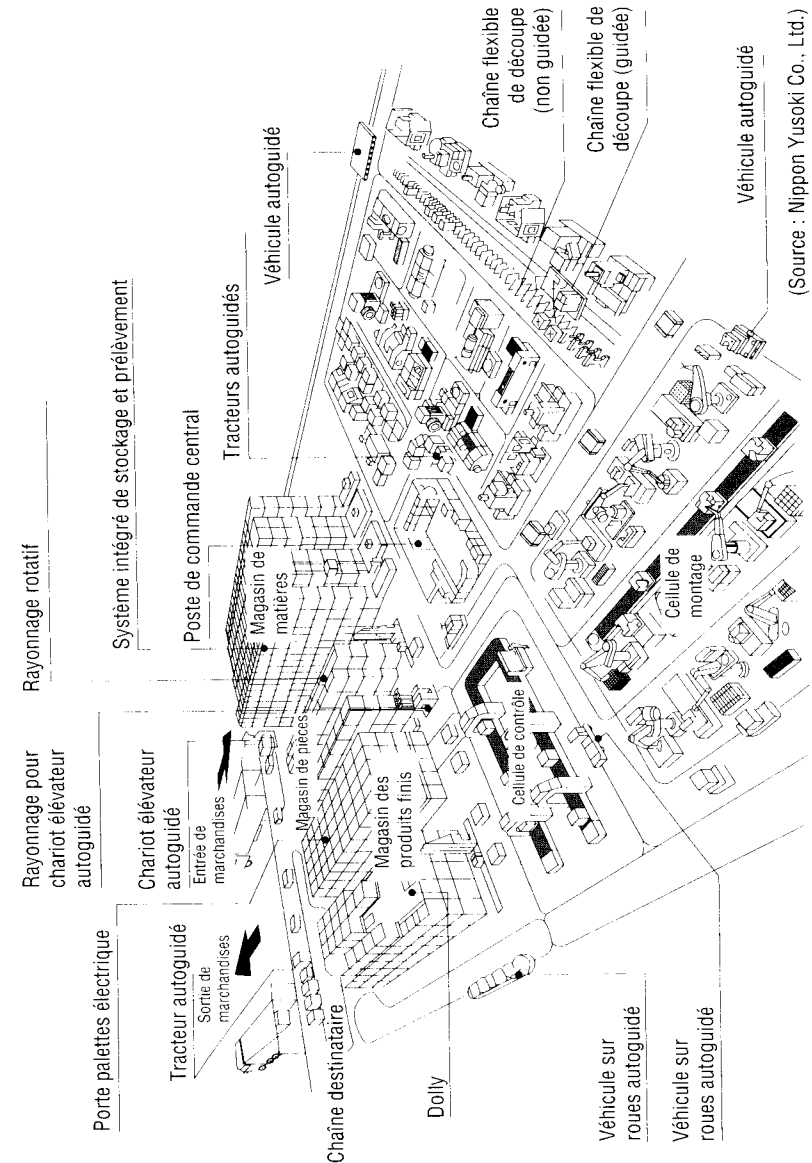 Rayonnage pour
chariot élévateur
autoguidé
Rayonnage rotatif
Système intégré de stockage et prélèvement
Poste de commande central
Tracteurs autoguidés
Véhicule autoguidé
Porte palettes électrique
Chariot élévateur
autoguidé
Entrée de
marchandises
Tracteur autoguidé
Sortie de
marchandises
Magasin de
matières
Magasin de pièces
Magasin des
produits finis
Chaîne destinataire
Dolly
Cellule de contrôle
Cellule de
montage
Chaîne flexible
de découpe
(non guidée)
Chaîne flexible de
découpe (guidée)
Véhicule sur
roues autoguidé
Véhicule sur
roues autoguidé
Véhicule autoguidé
(Source : Nippon Yusoki Co., Ltd.)